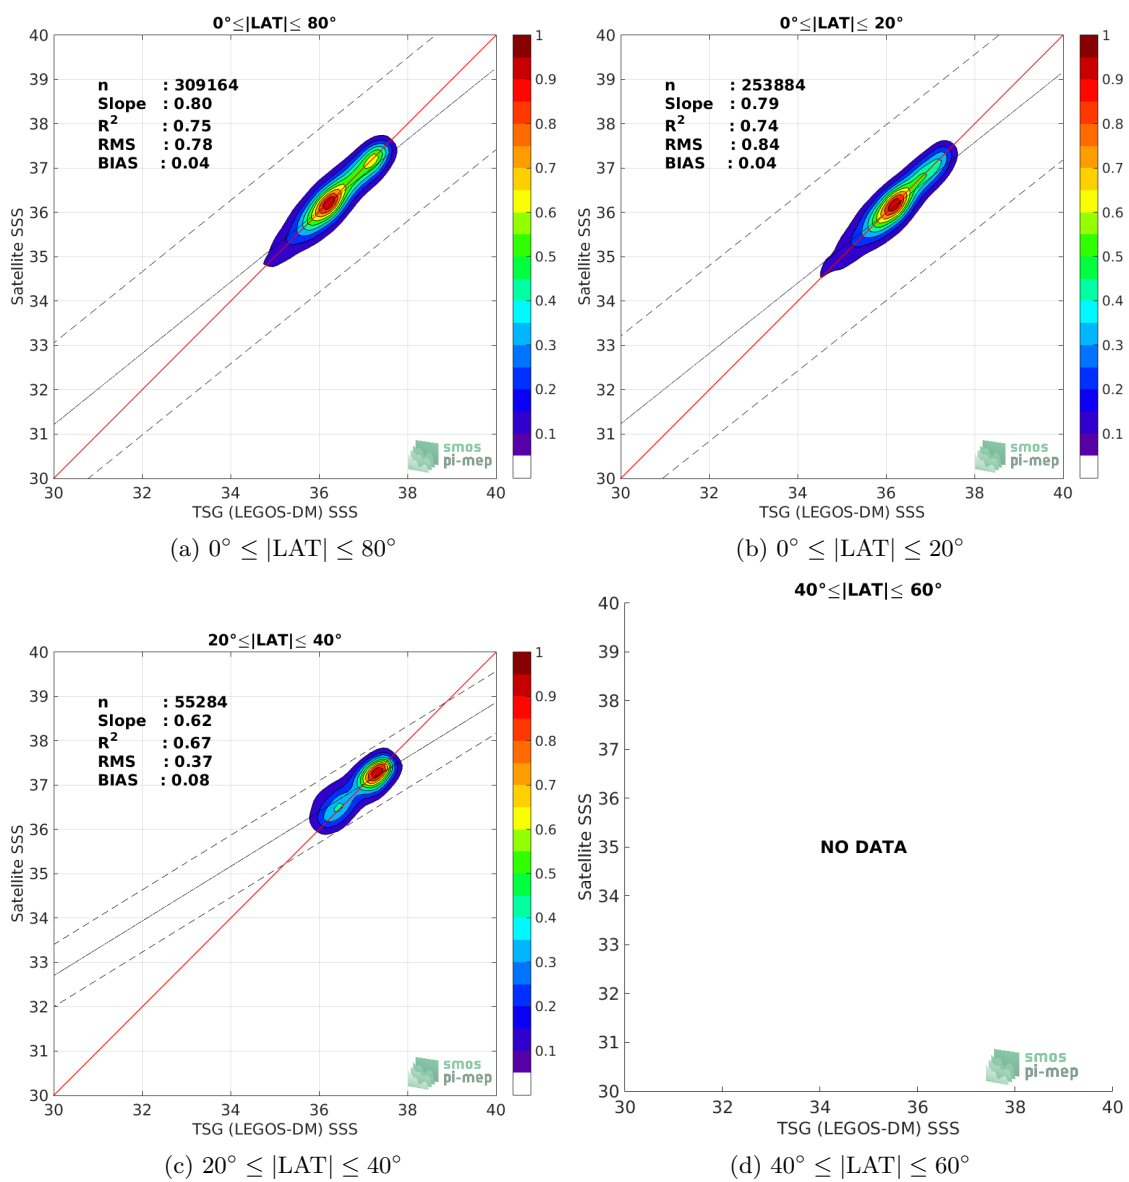 0°≤|LAT|≤ 80°
n : 309164
Slope : 0.80
R2 : 0.75
RMS : 0.78
BIAS : 0.04
40
39
38
37
36
35
34
33
32
31
30
Satellite SSS
30 32 34 36 38 40
TSG (LEGOS-DM) SSS
1
0.9
0.8
0.7
0.6
0.5
0.4
0.3
0.2
0.1
smos
pi-mep
(a) 0° ≤ |LAT| ≤ 80°
0°≤|LAT|≤ 20°
n : 253884
Slope : 0.79
R2 : 0.74
RMS : 0.84
BIAS : 0.04
40
39
38
37
36
35
34
33
32
31
30
Satellite SSS
30 32 34 36 38 40
TSG (LEGOS-DM) SSS
1
0.9
0.8
0.7
0.6
0.5
0.4
0.3
0.2
0.1
smos
pi-mep
(b) 0° ≤ |LAT| ≤ 20°
20°≤|LAT|≤ 40°
n : 55284
Slope : 0.62
R2 : 0.67
RMS : 0.37
BIAS : 0.08
40
39
38
37
36
35
34
33
32
31
30
Satellite SSS
30 32 34 36 38 40
TSG (LEGOS-DM) SSS
1
0.9
0.8
0.7
0.6
0.5
0.4
0.3
0.2
0.1
smos
pi-mep
(c) 20° ≤ |LAT| ≤ 40°
40°≤|LAT|≤ 60°
40
39
38
37
36
35
34
33
32
31
30
Satellite SSS
NO DATA
30 32 34 36 38 40
TSG (LEGOS-DM) SSS
smos
pi-mep
(d) 40° ≤ |LAT| ≤ 60°